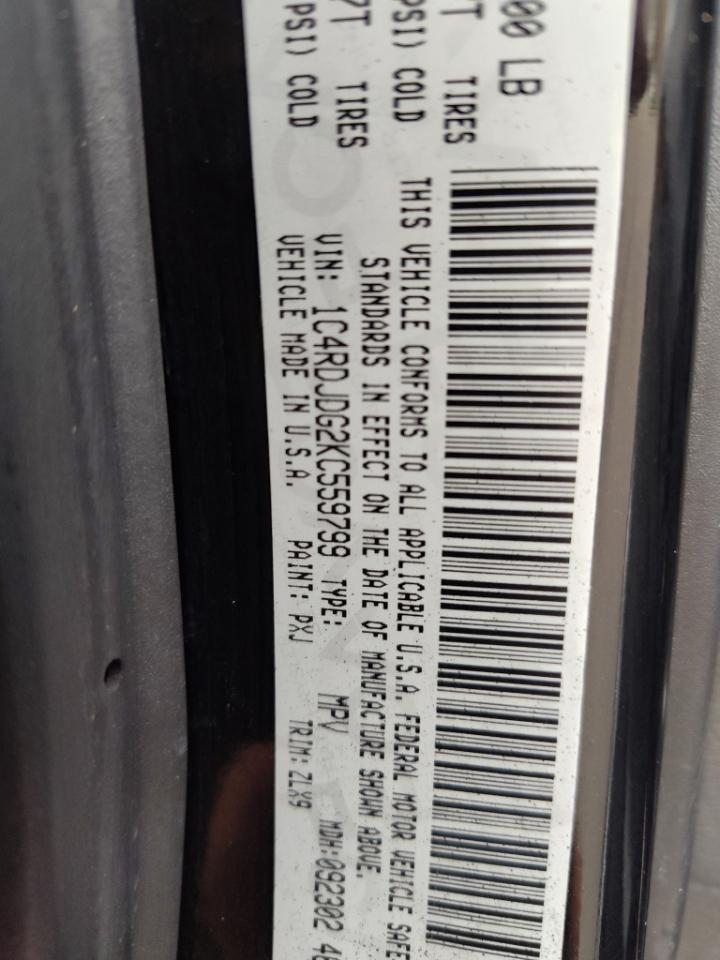 00 LB
T TIRES
PSI) COLD
7T TIRES
PSI) COLD
THIS VEHICLE CONFORMS TO ALL APPLICABLE U.S.A. FEDERAL MOTOR VEHICLE SAFE
STANDARDS IN EFFECT ON THE DATE OF MANUFACTURE SHOWN ABOVE.
VIN: 1C4RDJDG2KC559799 TYPE: MPV MDH:092302 46
VEHICLE MADE IN U.S.A. PAINT: PXJ TRIM: ZLX9